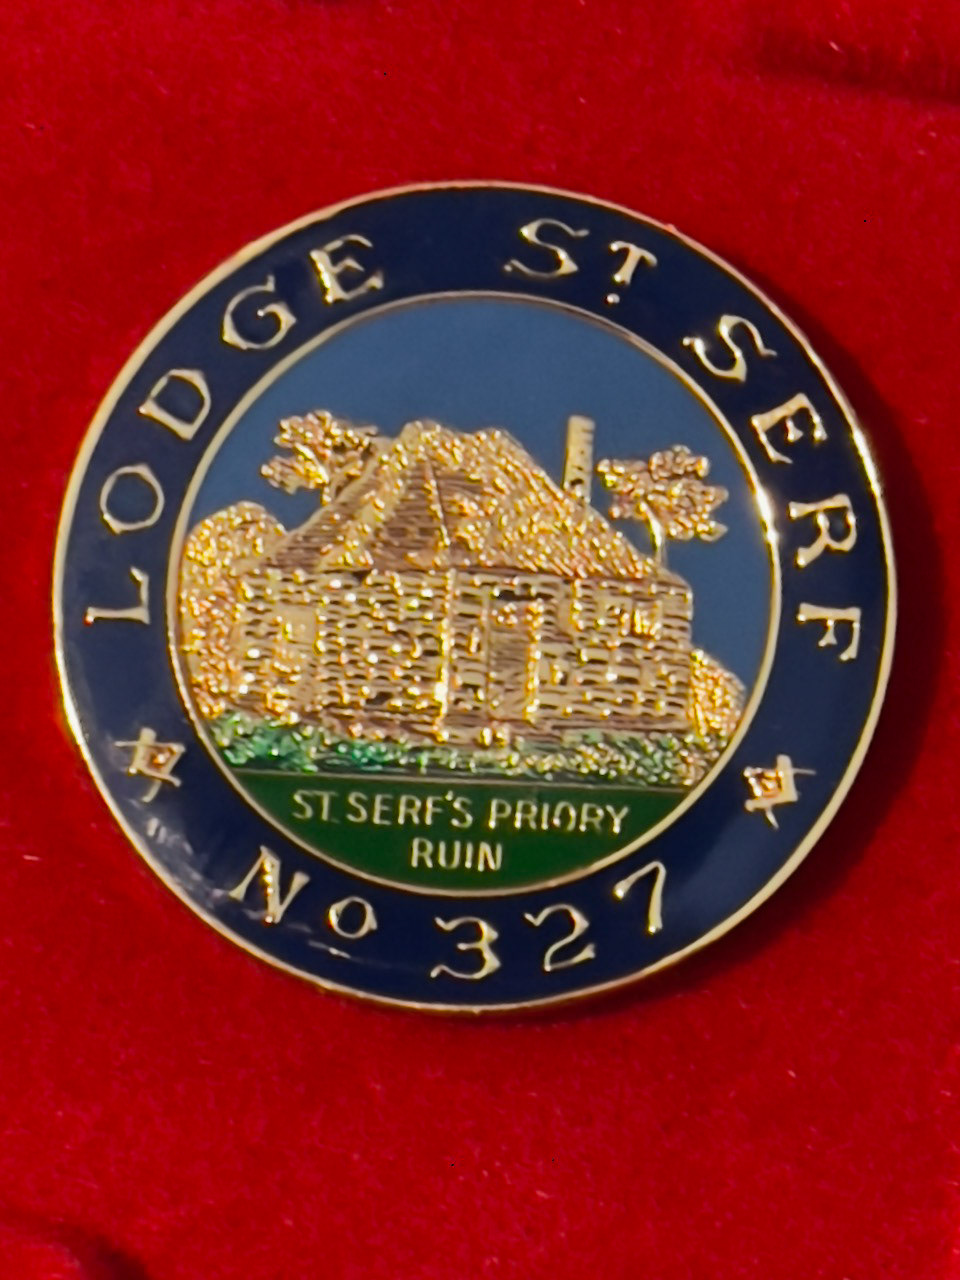 LODGE ST. SERF
ST. SERF'S PRIORY
RUIN
No 327